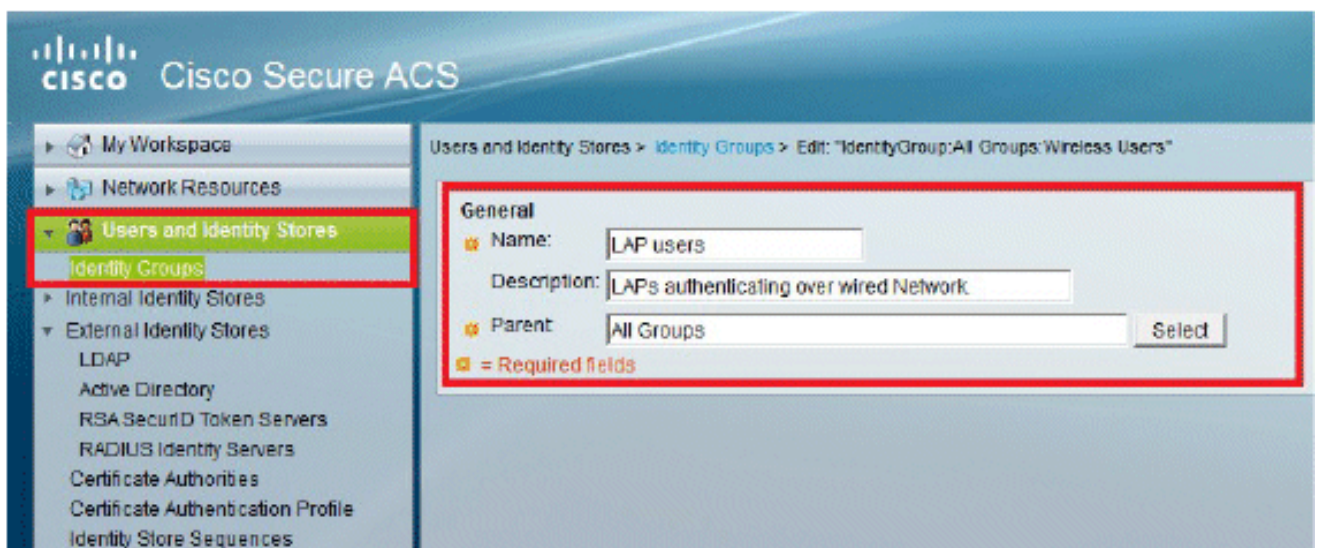 CISCO Cisco Secure ACS
My Workspace
Network Resources
Users and Identity Stores
Identity Groups
Internal Identity Stores
External Identity Stores
LDAP
Active Directory
RSA SecurID Token Servers
RADIUS Identity Servers
Certificate Authorities
Certificate Authentication Profile
Identity Store Sequences
Users and Identity Stores > Identity Groups > Edit: "IdentityGroup:All Groups:Wireless Users"
General
Name: LAP users
Description: LAPs authenticating over wired Network
Parent: All Groups Select
= Required fields